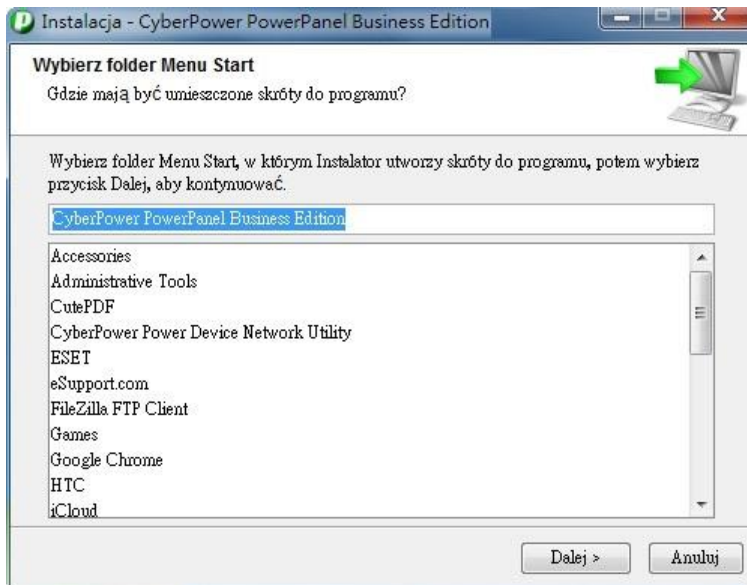 Instalacja - CyberPower PowerPanel Business Edition
Wybierz folder Menu Start
Gdzie mają być umieszczone skróty do programu?
Wybierz folder Menu Start, w którym Instalator utworzy skróty do programu, potem wybierz
przycisk Dalej, aby kontynuować.
CyberPower PowerPanel Business Edition
Accessories
Administrative Tools
CutePDF
CyberPower Power Device Network Utility
ESET
eSupport.com
FileZilla FTP Client
Games
Google Chrome
HTC
iCloud
Dalej >
Anuluj